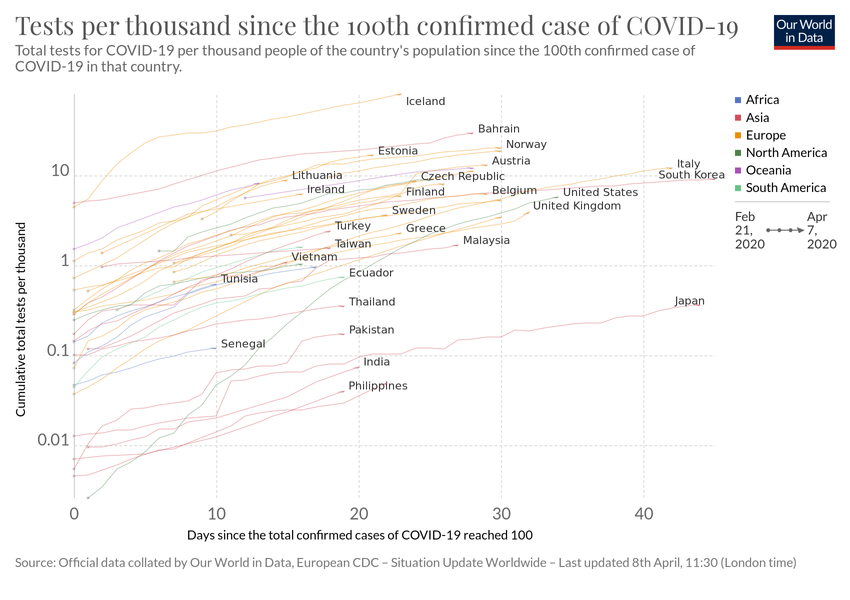 Tests per thousand since the 100th confirmed case of COVID-19
Our World
in Data
Total tests for COVID-19 per thousand people of the country's population since the 100th confirmed case of
COVID-19 in that country.
Iceland
Bahrain
Norway
Estonia
Austria
Italy
Lithuania
Czech Republic
South Korea
Ireland
Finland
Belgium
United States
Sweden
United Kingdom
Turkey
Greece
Taiwan
Malaysia
Vietnam
Tunisia
Ecuador
Thailand
Japan
Pakistan
Senegal
India
Philippines
Africa
Asia
Europe
North America
Oceania
South America
Feb
21,
2020
Apr
7,
2020
Cumulative total tests per thousand
10
1
0.1
0.01
0
10
20
30
40
Days since the total confirmed cases of COVID-19 reached 100
Source: Official data collated by Our World in Data, European CDC – Situation Update Worldwide – Last updated 8th April, 11:30 (London time)